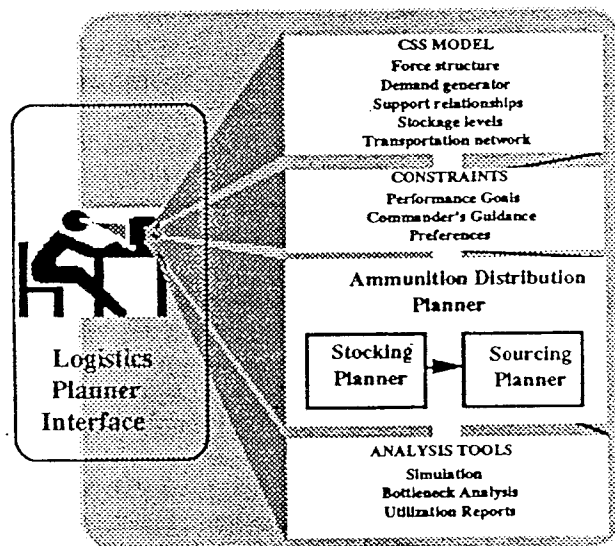 CSS MODEL
Force structure
Demand generator
Support relationships
Stockage levels
Transportation network
CONSTRAINTS
Performance Goals
Commander's Guidance
Preferences
Ammunition Distribution
Planner
Stocking
Planner
Sourcing
Planner
ANALYSIS TOOLS
Simulation
Bottleneck Analysis
Utilization Reports
Logistics
Planner
Interface